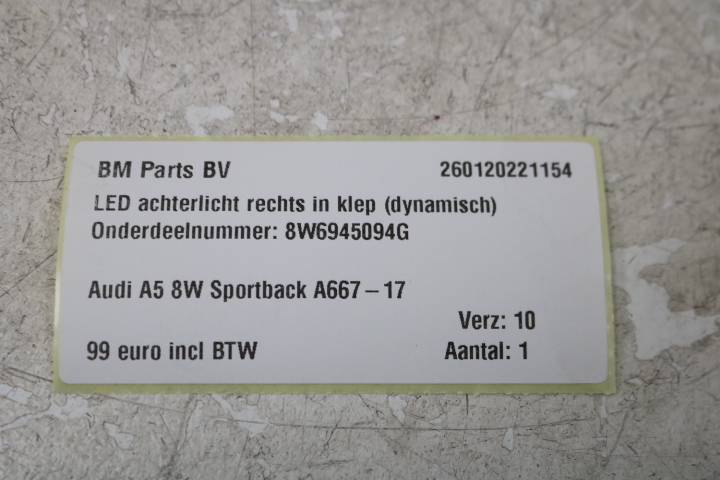 BM Parts BV 260120221154
LED achterlicht rechts in klep (dynamisch)
Onderdeelnummer: 8W6945094G
Audi A5 8W Sportback A667-17
Verz: 10
99 euro incl BTW Aantal: 1